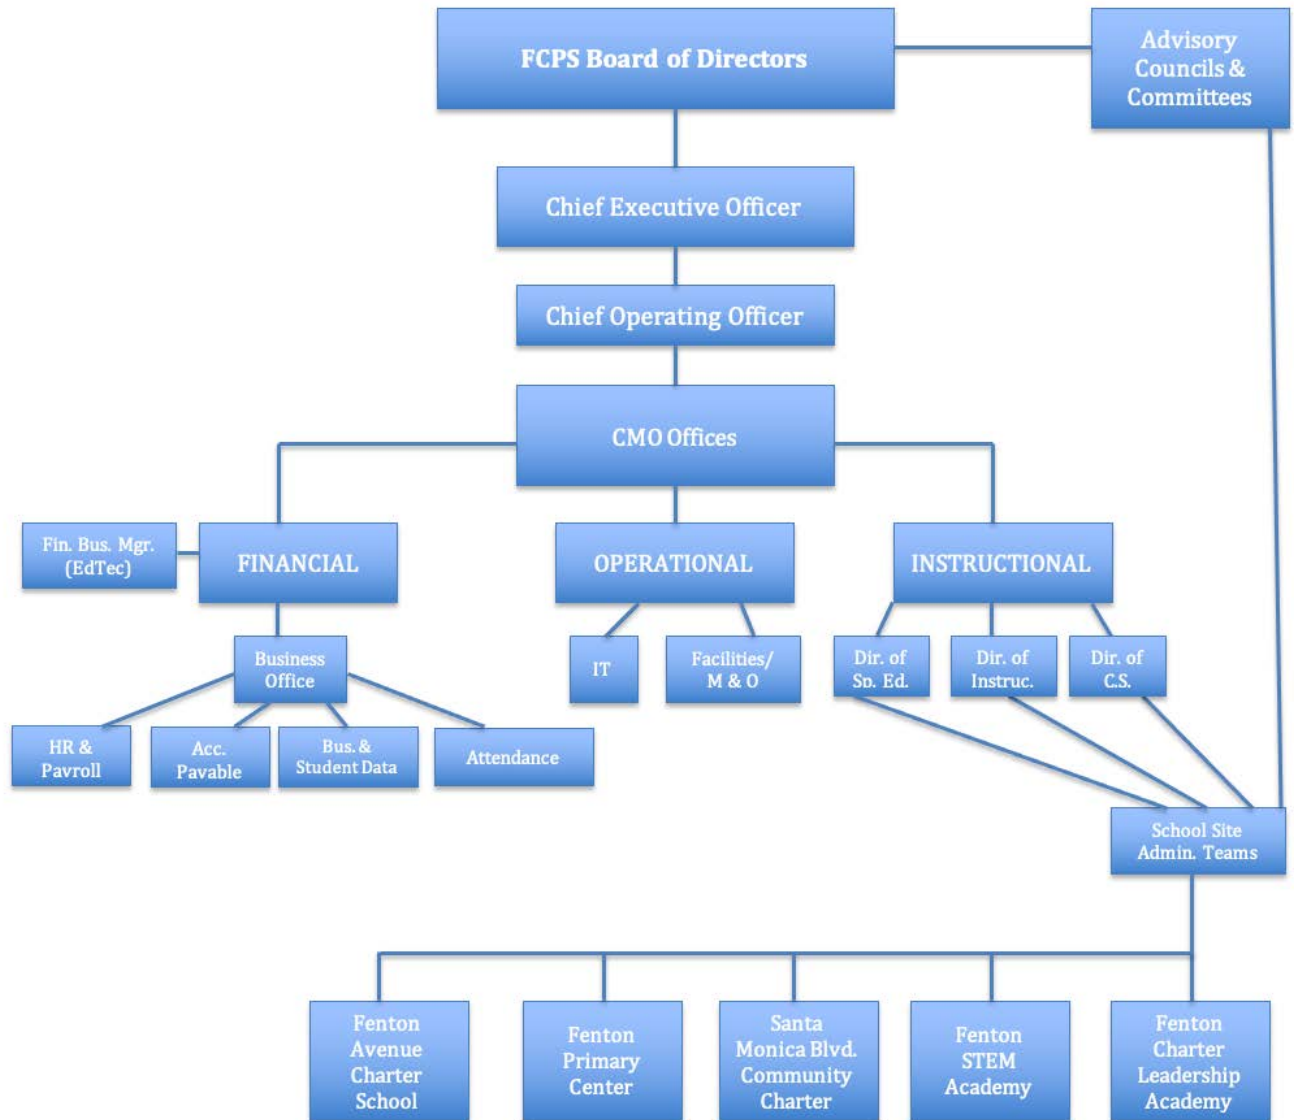 FCPS Board of Directors
Advisory
Councils &
Committees
Chief Executive Officer
Chief Operating Officer
CMO Offices
Fin. Bus. Mgr.
(EdTec)
FINANCIAL
OPERATIONAL
INSTRUCTIONAL
Business
Office
IT
Facilities/
M & O
Dir. of
Sp. Ed.
Dir. of
Instruc.
Dir. of
C.S.
HR &
Payroll
Acc.
Payable
Bus. &
Student Data
Attendance
School Site
Admin. Teams
Fenton
Avenue
Charter
School
Fenton
Primary
Center
Santa
Monica Blvd.
Community
Charter
Fenton
STEM
Academy
Fenton
Charter
Leadership
Academy